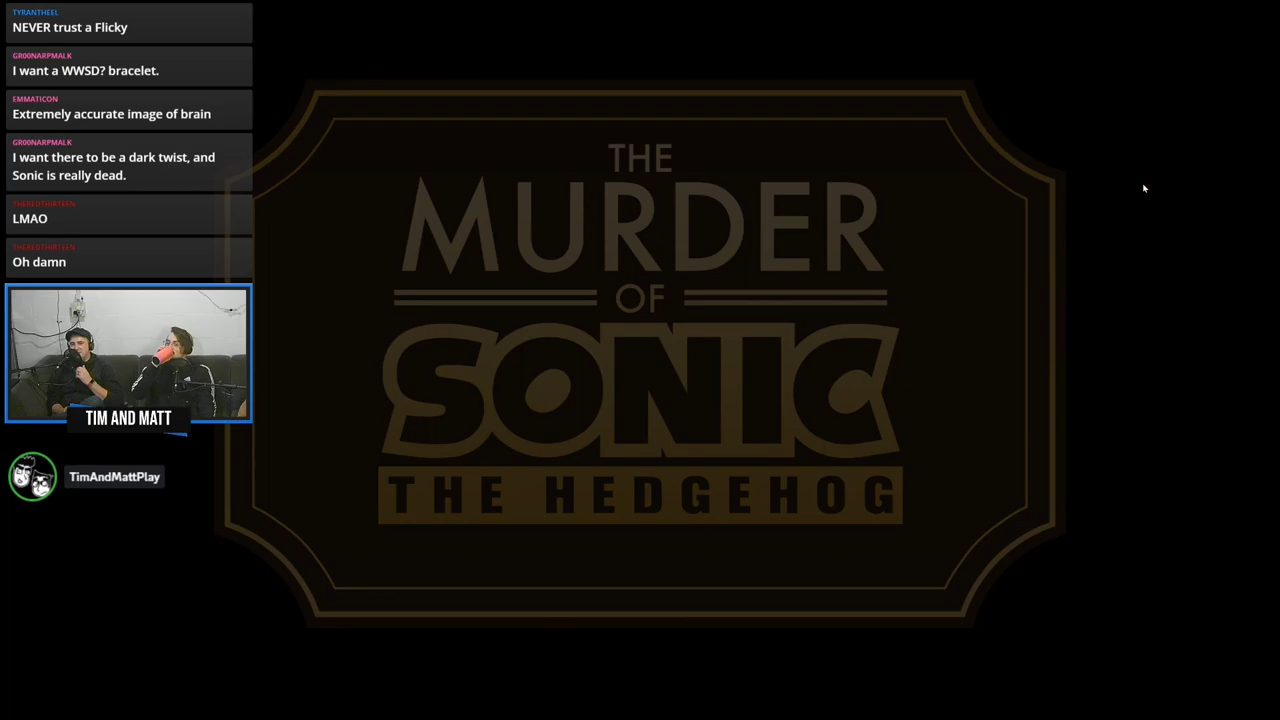 TYRANTHEEL
NEVER trust a Flicky
GR00NARPMALK
I want a WWSD? bracelet.
EMMATICON
Extremely accurate image of brain
GR00NARPMALK
I want there to be a dark twist, and
Sonic is really dead.
THEREDTHIRTEEN
LMAO
THEREDTHIRTEEN
Oh damn
TIM AND MATT
TimAndMattPlay
THE
MURDER
OF
SONIC
THE HEDGEHOG